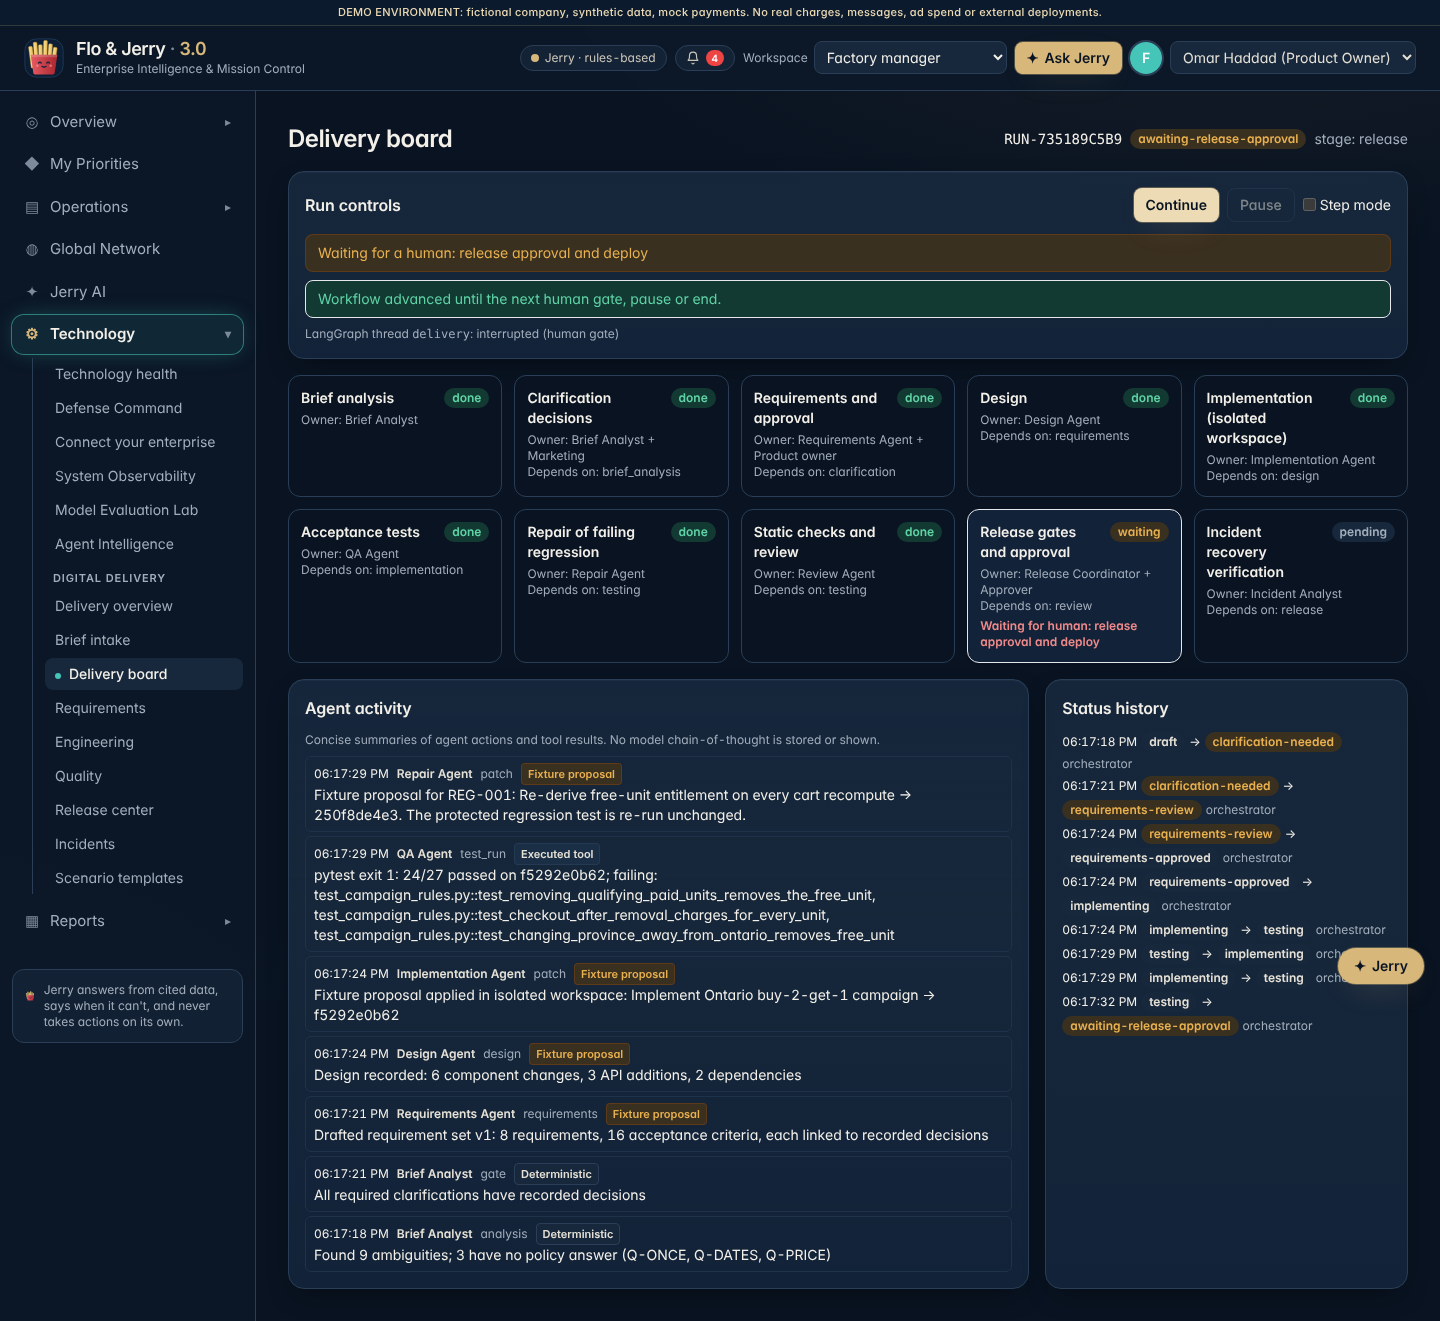 DEMO ENVIRONMENT: fictional company, synthetic data, mock payments. No real charges, messages, ad spend or external deployments.
Flo & Jerry · 3.0
Enterprise Intelligence & Mission Control
Jerry · rules-based
4
Workspace
Factory manager
✦ Ask Jerry
F
Omar Haddad (Product Owner)
Overview
My Priorities
Operations
Global Network
Jerry AI
Technology
Technology health
Defense Command
Connect your enterprise
System Observability
Model Evaluation Lab
Agent Intelligence
DIGITAL DELIVERY
Delivery overview
Brief intake
Delivery board
Requirements
Engineering
Quality
Release center
Incidents
Scenario templates
Reports
Jerry answers from cited data,
says when it can't, and never
takes actions on its own.
Delivery board
RUN-735189C5B9 awaiting-release-approval stage: release
Run controls
Continue
Pause
Step mode
Waiting for a human: release approval and deploy
Workflow advanced until the next human gate, pause or end.
LangGraph thread delivery: interrupted (human gate)
Brief analysis
done
Owner: Brief Analyst
Clarification
decisions
done
Owner: Brief Analyst +
Marketing
Depends on: brief_analysis
Requirements and
approval
done
Owner: Requirements Agent +
Product owner
Depends on: clarification
Design
done
Owner: Design Agent
Depends on: requirements
Implementation
(isolated
workspace)
done
Owner: Implementation Agent
Depends on: design
Acceptance tests
done
Owner: QA Agent
Depends on: implementation
Repair of failing
regression
done
Owner: Repair Agent
Depends on: testing
Static checks and
review
done
Owner: Review Agent
Depends on: testing
Release gates
and approval
waiting
Owner: Release Coordinator +
Approver
Depends on: review
Waiting for human: release
approval and deploy
Incident
recovery
verification
pending
Owner: Incident Analyst
Depends on: release
Agent activity
Concise summaries of agent actions and tool results. No model chain-of-thought is stored or shown.
06:17:29 PM Repair Agent patch Fixture proposal
Fixture proposal for REG-001: Re-derive free-unit entitlement on every cart recompute →
250f8de4e3. The protected regression test is re-run unchanged.
06:17:29 PM QA Agent test_run Executed tool
pytest exit 1: 24/27 passed on f5292e0b62; failing:
test_campaign_rules.py::test_removing_qualifying_paid_units_removes_the_free_unit,
test_campaign_rules.py::test_checkout_after_removal_charges_for_every_unit,
test_campaign_rules.py::test_changing_province_away_from_ontario_removes_free_unit
06:17:24 PM Implementation Agent patch Fixture proposal
Fixture proposal applied in isolated workspace: Implement Ontario buy-2-get-1 campaign →
f5292e0b62
06:17:24 PM Design Agent design Fixture proposal
Design recorded: 6 component changes, 3 API additions, 2 dependencies
06:17:21 PM Requirements Agent requirements Fixture proposal
Drafted requirement set v1: 8 requirements, 16 acceptance criteria, each linked to recorded decisions
06:17:21 PM Brief Analyst gate Deterministic
All required clarifications have recorded decisions
06:17:18 PM Brief Analyst analysis Deterministic
Found 9 ambiguities; 3 have no policy answer (Q-ONCE, Q-DATES, Q-PRICE)
Status history
06:17:18 PM draft → clarification-needed
orchestrator
06:17:21 PM clarification-needed →
requirements-review orchestrator
06:17:24 PM requirements-review →
requirements-approved orchestrator
06:17:24 PM requirements-approved →
implementing orchestrator
06:17:24 PM implementing → testing orchestrator
06:17:29 PM testing → implementing orch
06:17:29 PM implementing → testing orch
06:17:32 PM testing →
awaiting-release-approval orchestrator
✦ Jerry